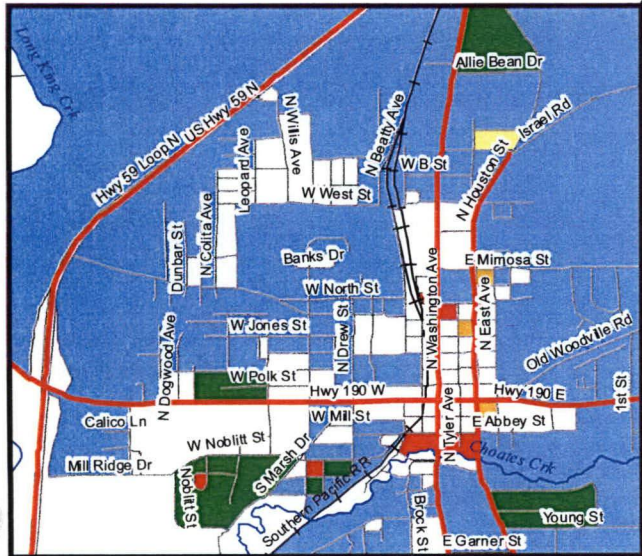 Long King Crk
Allie Bean Dr
Hwy 59 Loop N
US Hwy 59 N
N Willis Ave
N Beatty Ave
Israel Rd
Leopard Ave
W B St
N Houston St
W West St
N Colita Ave
Dunbar St
Banks Dr
E Mimosa St
W North St
N Washington Ave
N East Ave
W Jones St
N Drew St
Old Woodville Rd
N Dogwood Ave
W Polk St
Hwy 190 W
Hwy 190 E
1st St
Calico Ln
W Mill St
N Tyler Ave
E Abbey St
W Noblitt St
Mill Ridge Dr
S Marsh Dr
Choates Crk
Noblitt St
Southern Pacific RR
Brock St
Young St
E Garner St